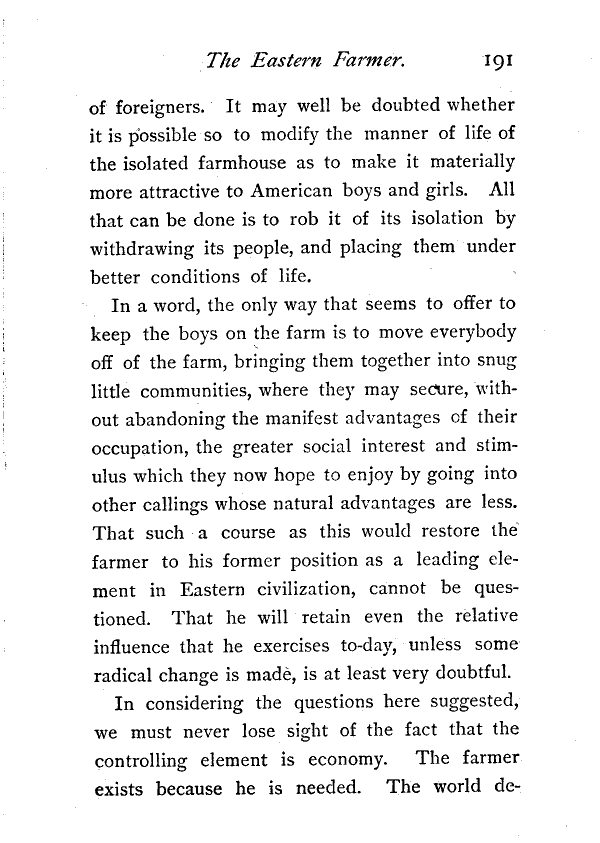 The Eastern Farmer. 191
of foreigners. It may well be doubted whether
it is possible so to modify the manner of life of
the isolated farmhouse as to make it materially
more attractive to American boys and girls. All
that can be done is to rob it of its isolation by
withdrawing its people, and placing them under
better conditions of life.
In a word, the only way that seems to offer to
keep the boys on the farm is to move everybody
off of the farm, bringing them together into snug
little communities, where they may secure, with-
out abandoning the manifest advantages of their
occupation, the greater social interest and stim-
ulus which they now hope to enjoy by going into
other callings whose natural advantages are less.
That such a course as this would restore the
farmer to his former position as a leading ele-
ment in Eastern civilization, cannot be ques-
tioned. That he will retain even the relative
influence that he exercises to-day, unless some
radical change is made, is at least very doubtful.
In considering the questions here suggested,
we must never lose sight of the fact that the
controlling element is economy. The farmer
exists because he is needed. The world de-